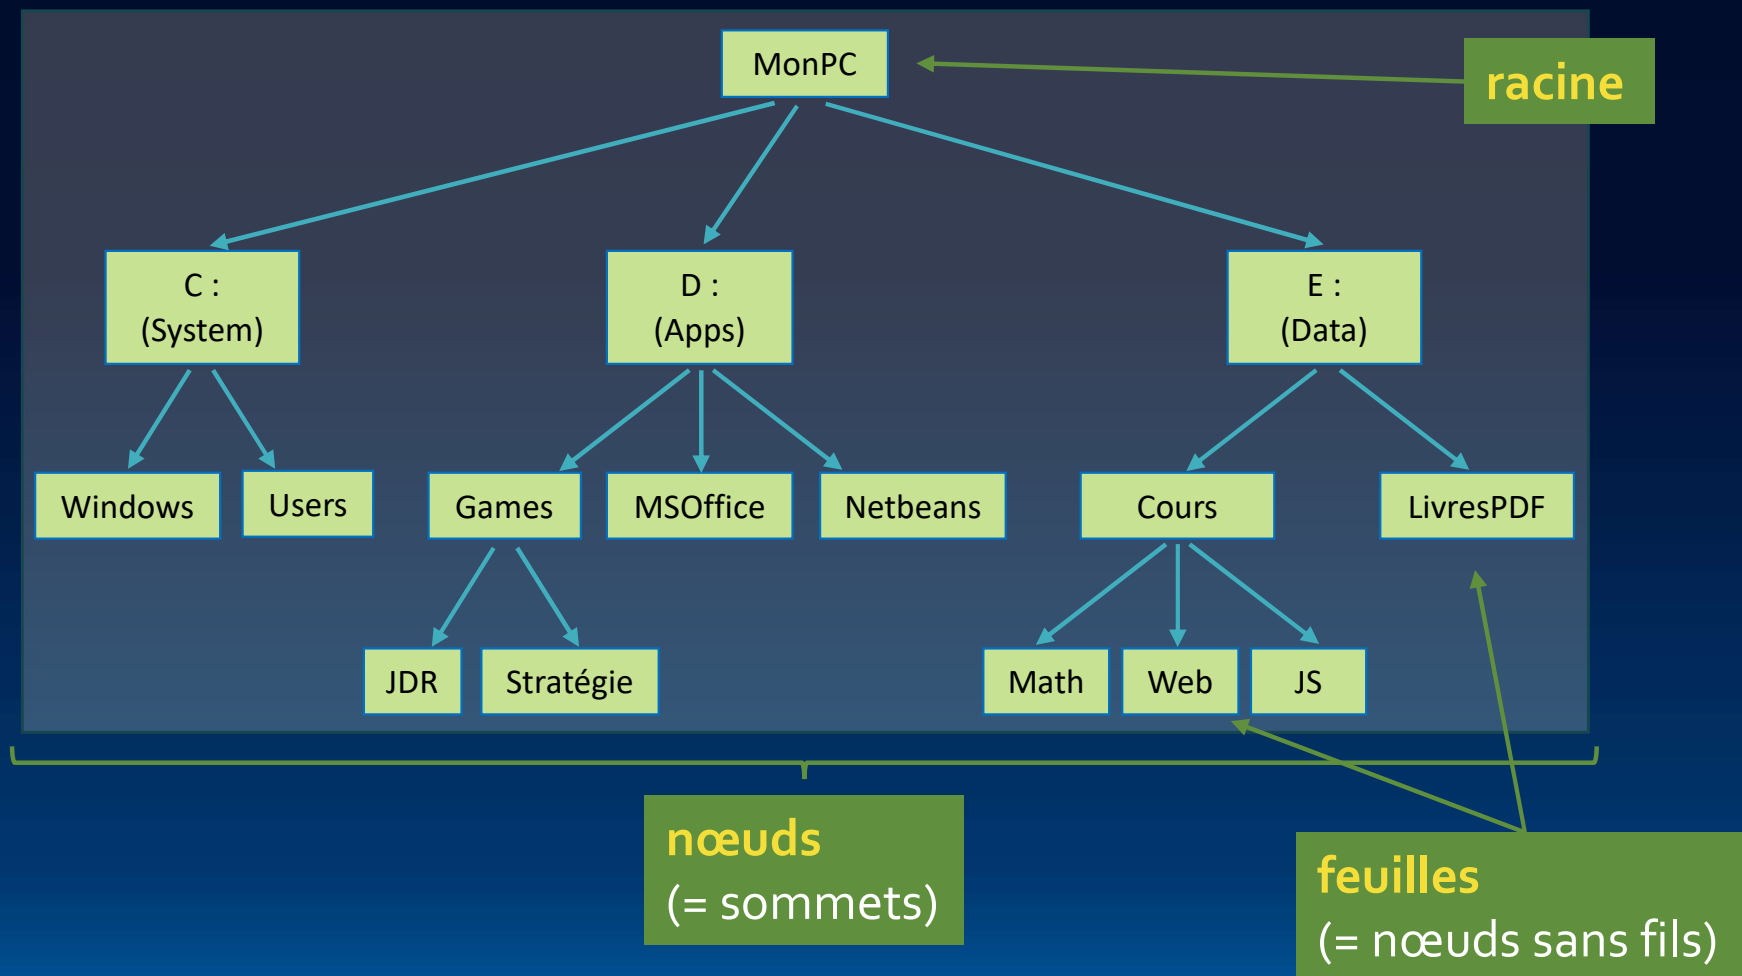 MonPC
racine
C :
(System)
D :
(Apps)
E :
(Data)
Windows
Users
Games
MSOffice
Netbeans
Cours
LivresPDF
JDR
Stratégie
Math
Web
JS
nœuds
(= sommets)
feuilles
(= nœuds sans fils)